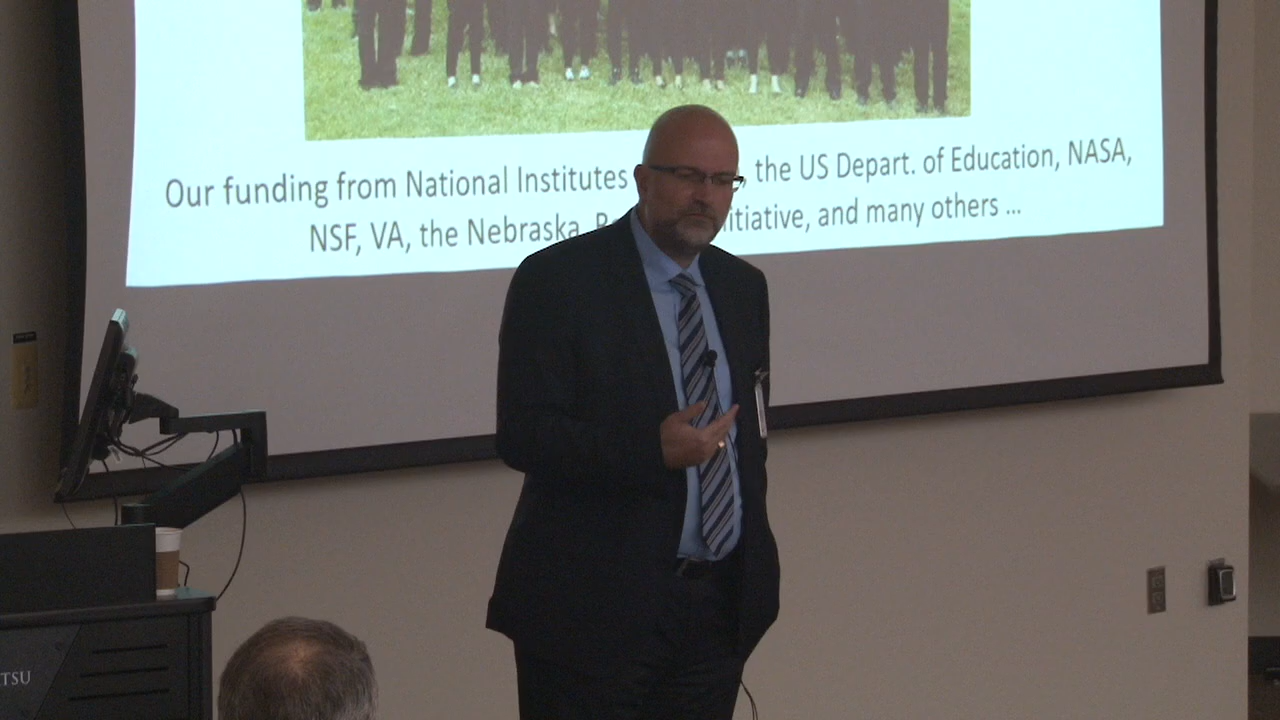 Our funding from National Institutes , the US Depart. of Education, NASA,
NSF, VA, the Nebraska itiative, and many others ...
TSU